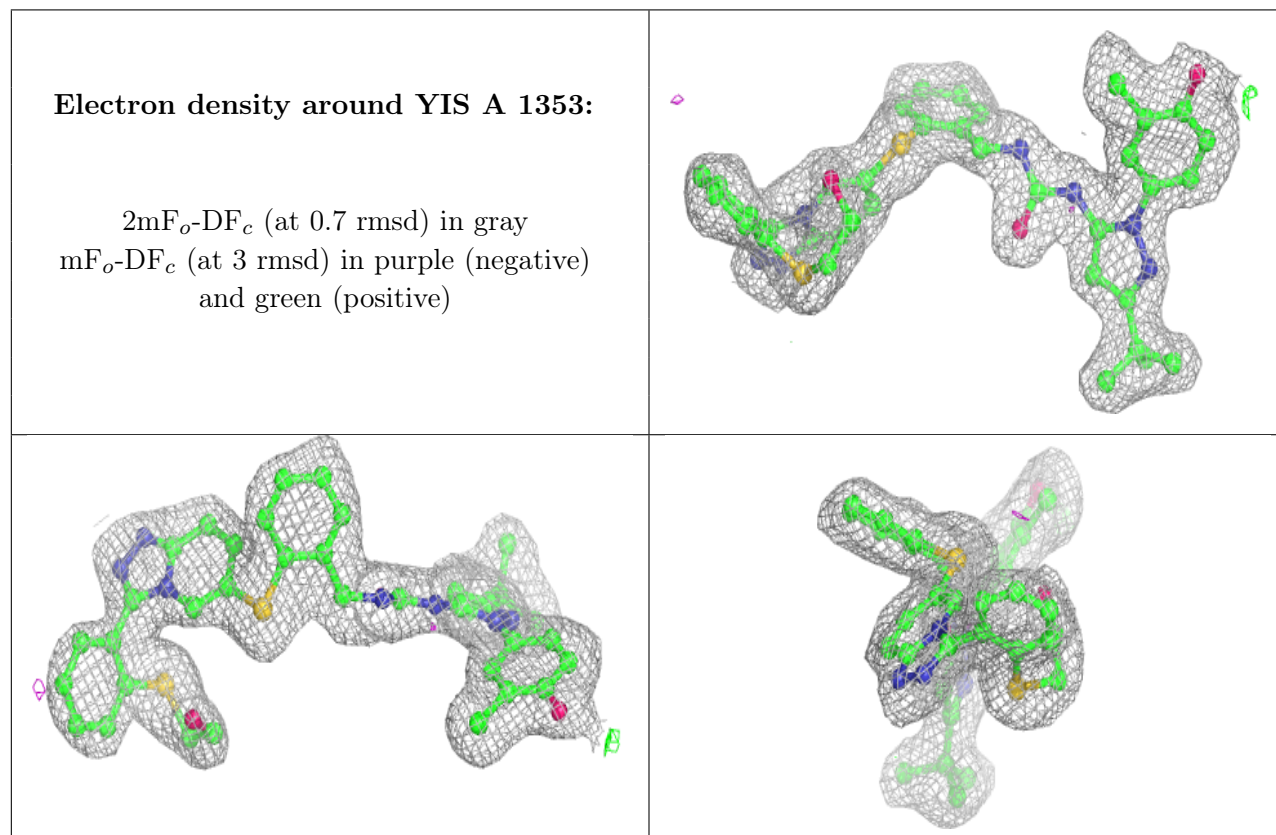 Electron density around YIS A 1353:
2mFₒ-DF𝒸 (at 0.7 rmsd) in gray
mFₒ-DF𝒸 (at 3 rmsd) in purple (negative)
and green (positive)